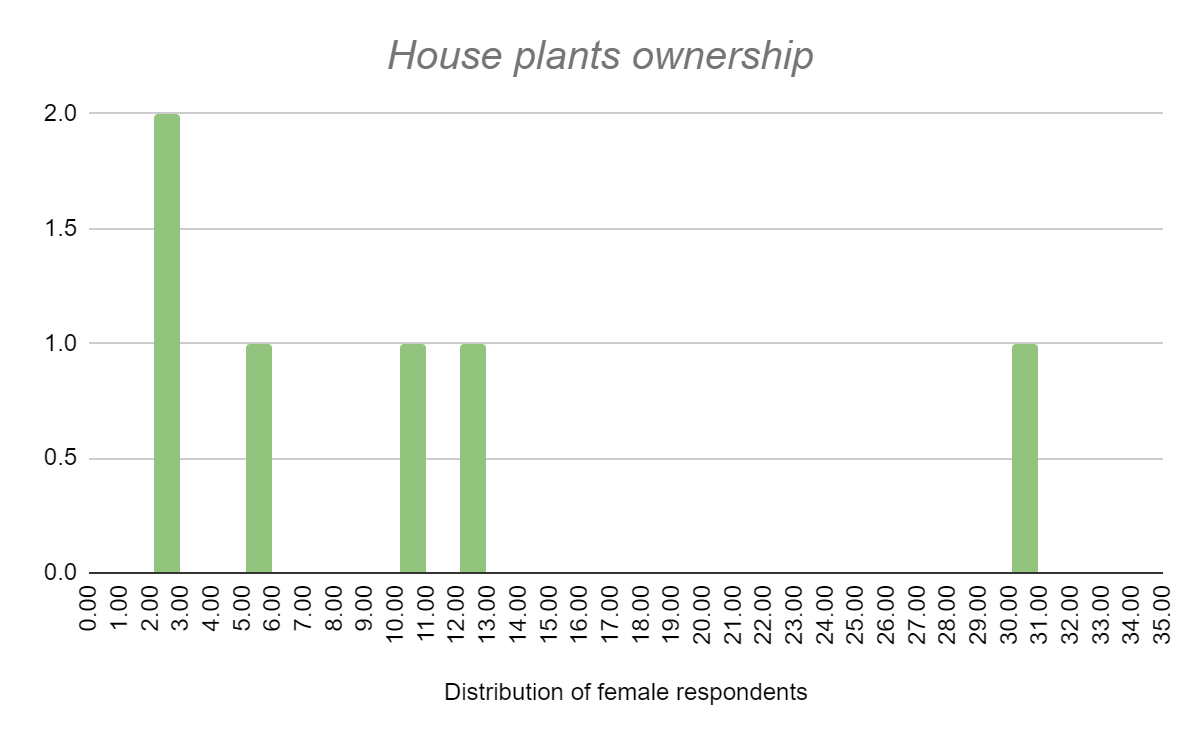 House plants ownership
2.0
1.5
1.0
0.5
0.0
0.00 1.00 2.00 3.00 4.00 5.00 6.00 7.00 8.00 9.00 10.00 11.00 12.00 13.00 14.00 15.00 16.00 17.00 18.00 19.00 20.00 21.00 22.00 23.00 24.00 25.00 26.00 27.00 28.00 29.00 30.00 31.00 32.00 33.00 34.00 35.00
Distribution of female respondents